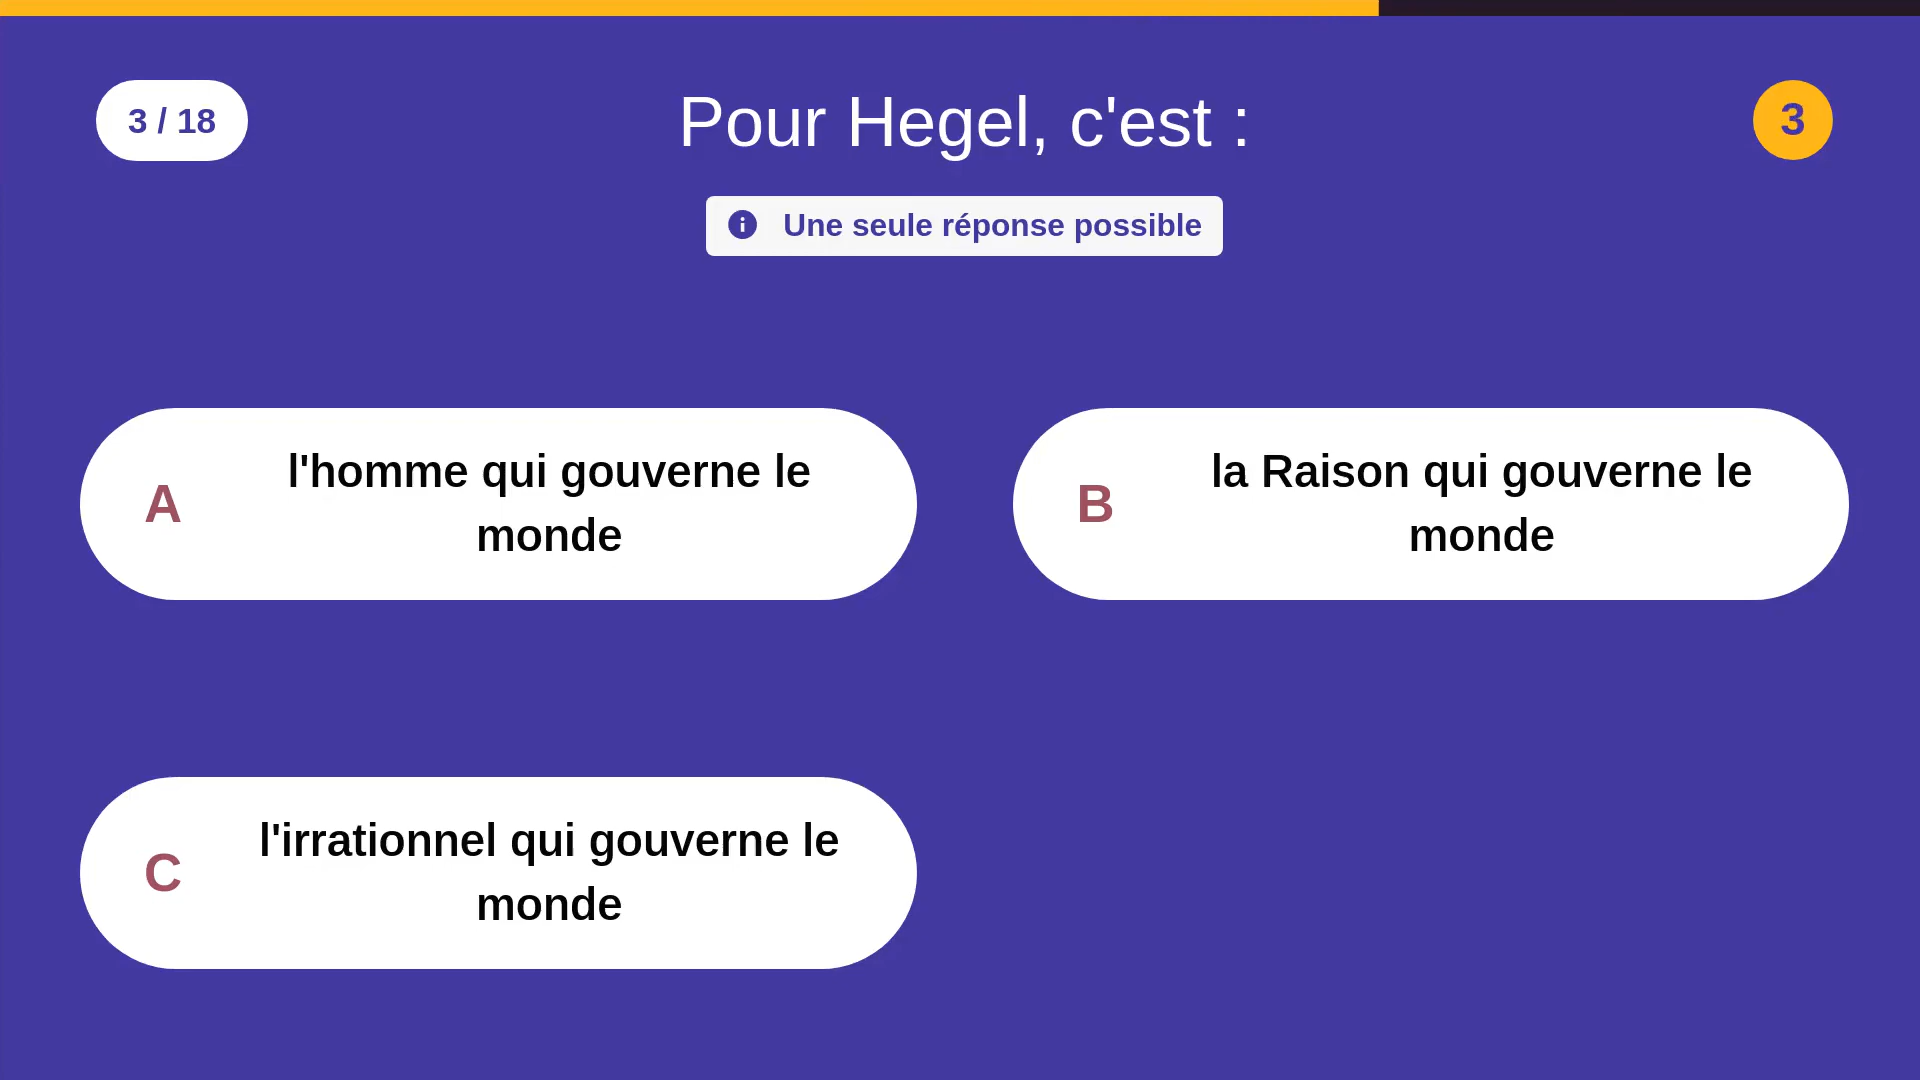 3 / 18
Pour Hegel, c'est :
3
Une seule réponse possible
A
l'homme qui gouverne le
monde
B
la Raison qui gouverne le
monde
C
l'irrationnel qui gouverne le
monde